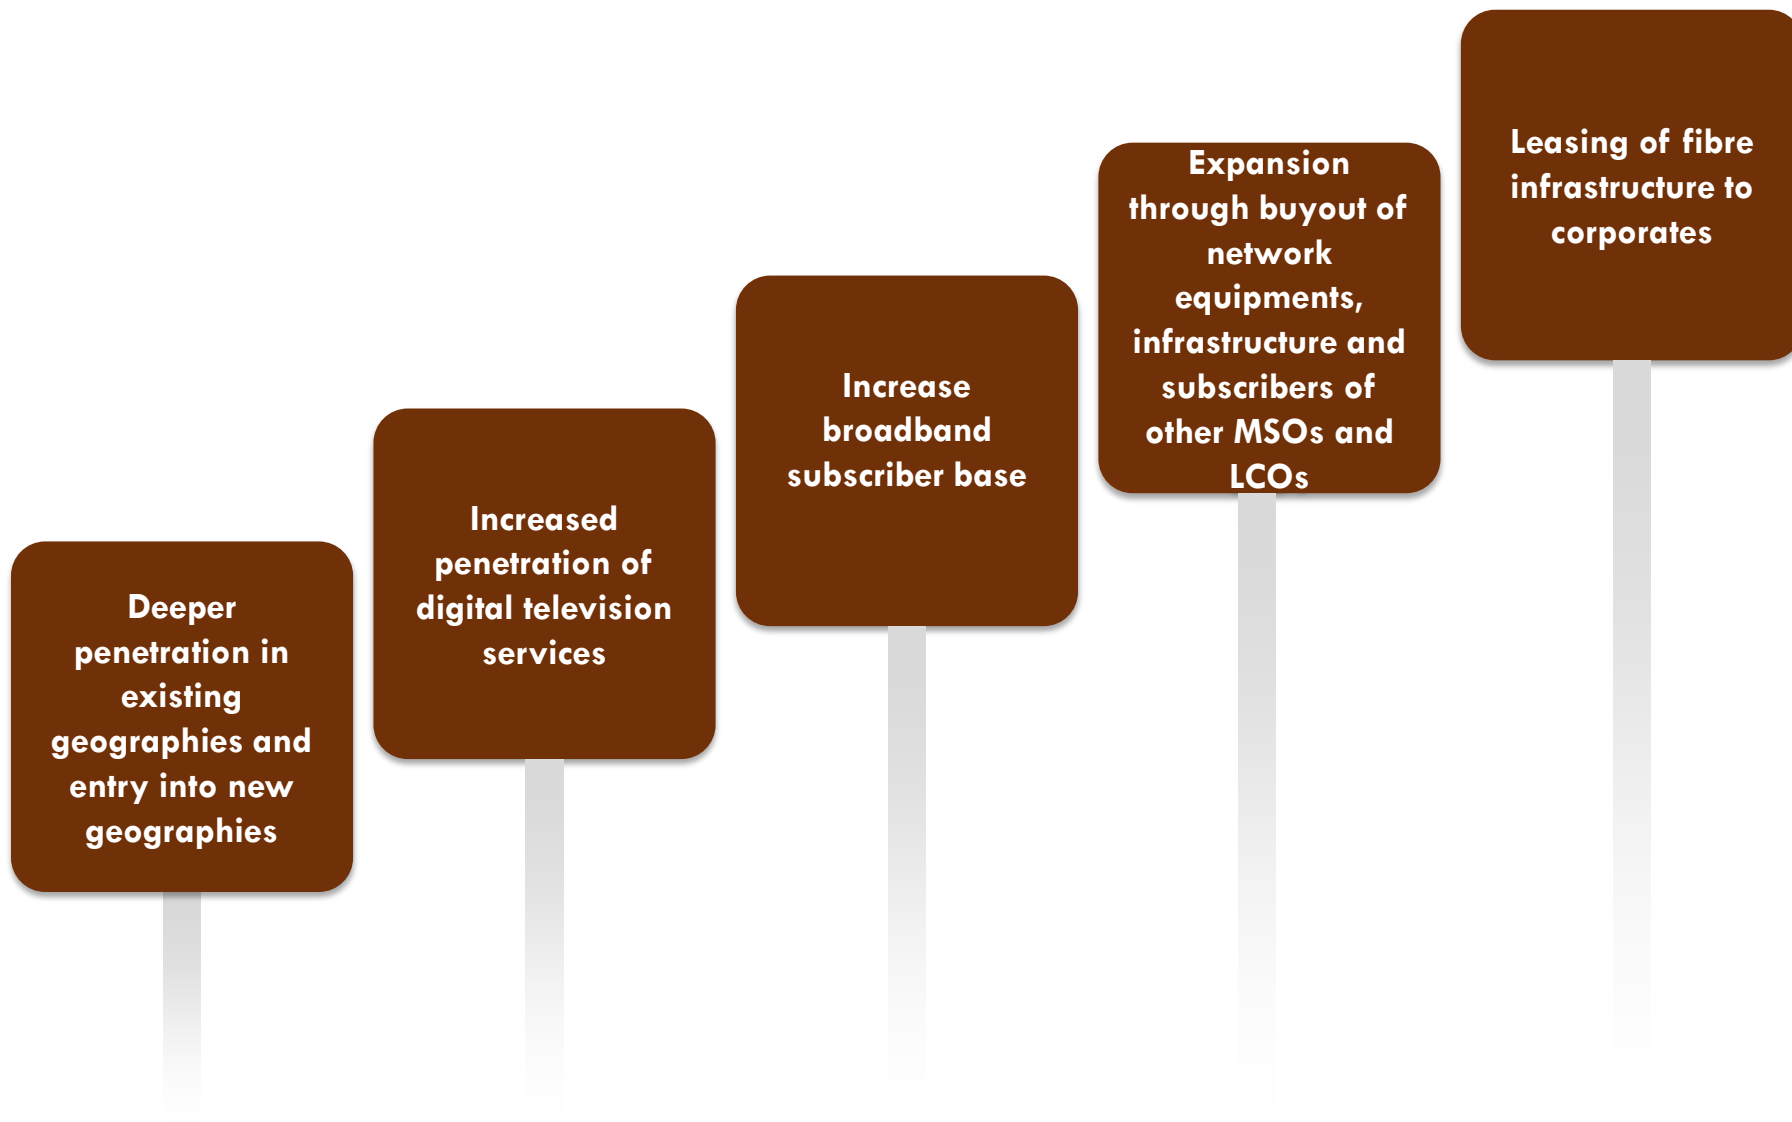 Deeper
penetration in
existing
geographies and
entry into new
geographies
Increased
penetration of
digital television
services
Increase
broadband
subscriber base
Expansion
through buyout of
network
equipments,
infrastructure and
subscribers of
other MSOs and
LCOs
Leasing of fibre
infrastructure to
corporates